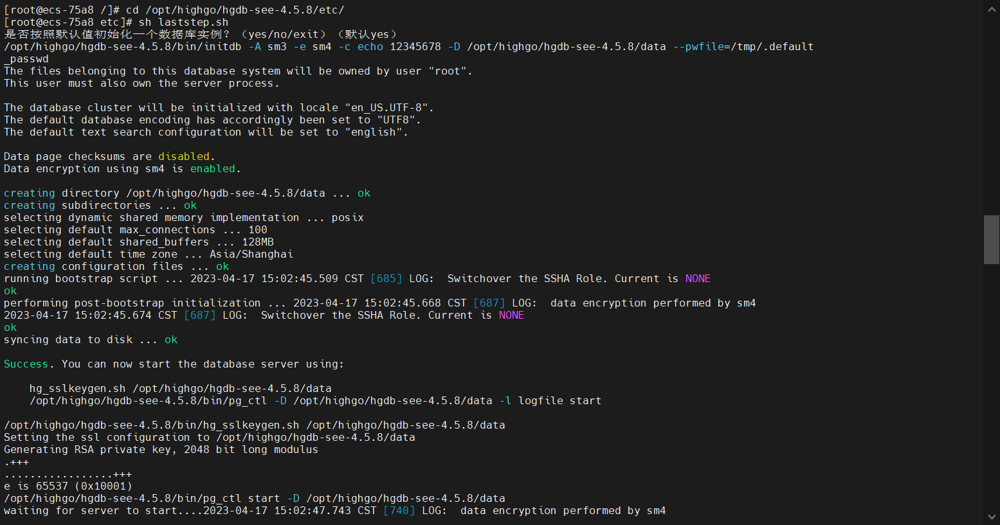 [root@ecs-75a8 /]# cd /opt/highgo/hgdb-see-4.5.8/etc/
[root@ecs-75a8 etc]# sh laststep.sh
是否按照默认值初始化一个数据库实例？（yes/no/exit）（默认yes）
/opt/highgo/hgdb-see-4.5.8/bin/initdb -A sm3 -e sm4 -c echo 12345678 -D /opt/highgo/hgdb-see-4.5.8/data --pwfile=/tmp/.default
_passwd
The files belonging to this database system will be owned by user "root".
This user must also own the server process.

The database cluster will be initialized with locale "en_US.UTF-8".
The default database encoding has accordingly been set to "UTF8".
The default text search configuration will be set to "english".

Data page checksums are disabled.
Data encryption using sm4 is enabled.

creating directory /opt/highgo/hgdb-see-4.5.8/data ... ok
creating subdirectories ... ok
selecting dynamic shared memory implementation ... posix
selecting default max_connections ... 100
selecting default shared_buffers ... 128MB
selecting default time zone ... Asia/Shanghai
creating configuration files ... ok
running bootstrap script ... 2023-04-17 15:02:45.509 CST [685] LOG:  Switchover the SSHA Role. Current is NONE
ok
performing post-bootstrap initialization ... 2023-04-17 15:02:45.668 CST [687] LOG:  data encryption performed by sm4
2023-04-17 15:02:45.674 CST [687] LOG:  Switchover the SSHA Role. Current is NONE
ok
syncing data to disk ... ok

Success. You can now start the database server using:

    hg_sslkeygen.sh /opt/highgo/hgdb-see-4.5.8/data
    /opt/highgo/hgdb-see-4.5.8/bin/pg_ctl -D /opt/highgo/hgdb-see-4.5.8/data -l logfile start

/opt/highgo/hgdb-see-4.5.8/bin/hg_sslkeygen.sh /opt/highgo/hgdb-see-4.5.8/data
Setting the ssl configuration to /opt/highgo/hgdb-see-4.5.8/data
Generating RSA private key, 2048 bit long modulus
.+++
.................+++
e is 65537 (0x10001)
/opt/highgo/hgdb-see-4.5.8/bin/pg_ctl start -D /opt/highgo/hgdb-see-4.5.8/data
waiting for server to start....2023-04-17 15:02:47.743 CST [740] LOG:  data encryption performed by sm4